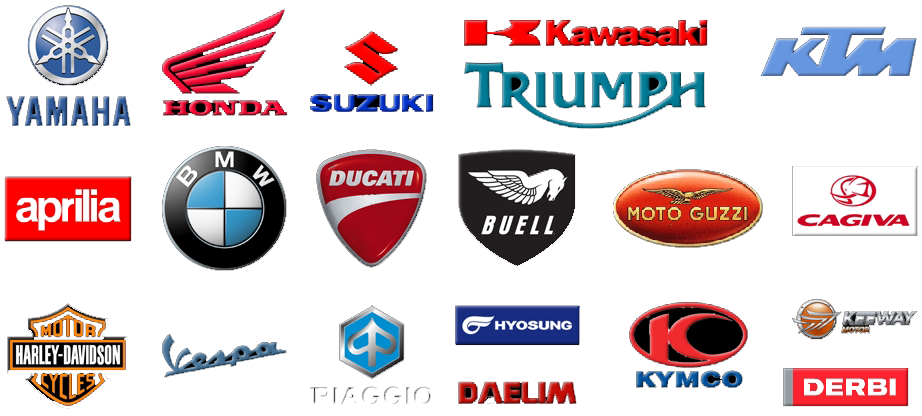 YAMAHA
HONDA
SUZUKI
Kawasaki
TRIUMPH
KTM
aprilia
BMW
DUCATI
BUELL
MOTO GUZZI
CAGIVA
MOTOR
HARLEY-DAVIDSON
CYCLES
Vespa
PIAGGIO
HYOSUNG
DAELIM
KYMCO
KEEWAY
MOTOR
DERBI